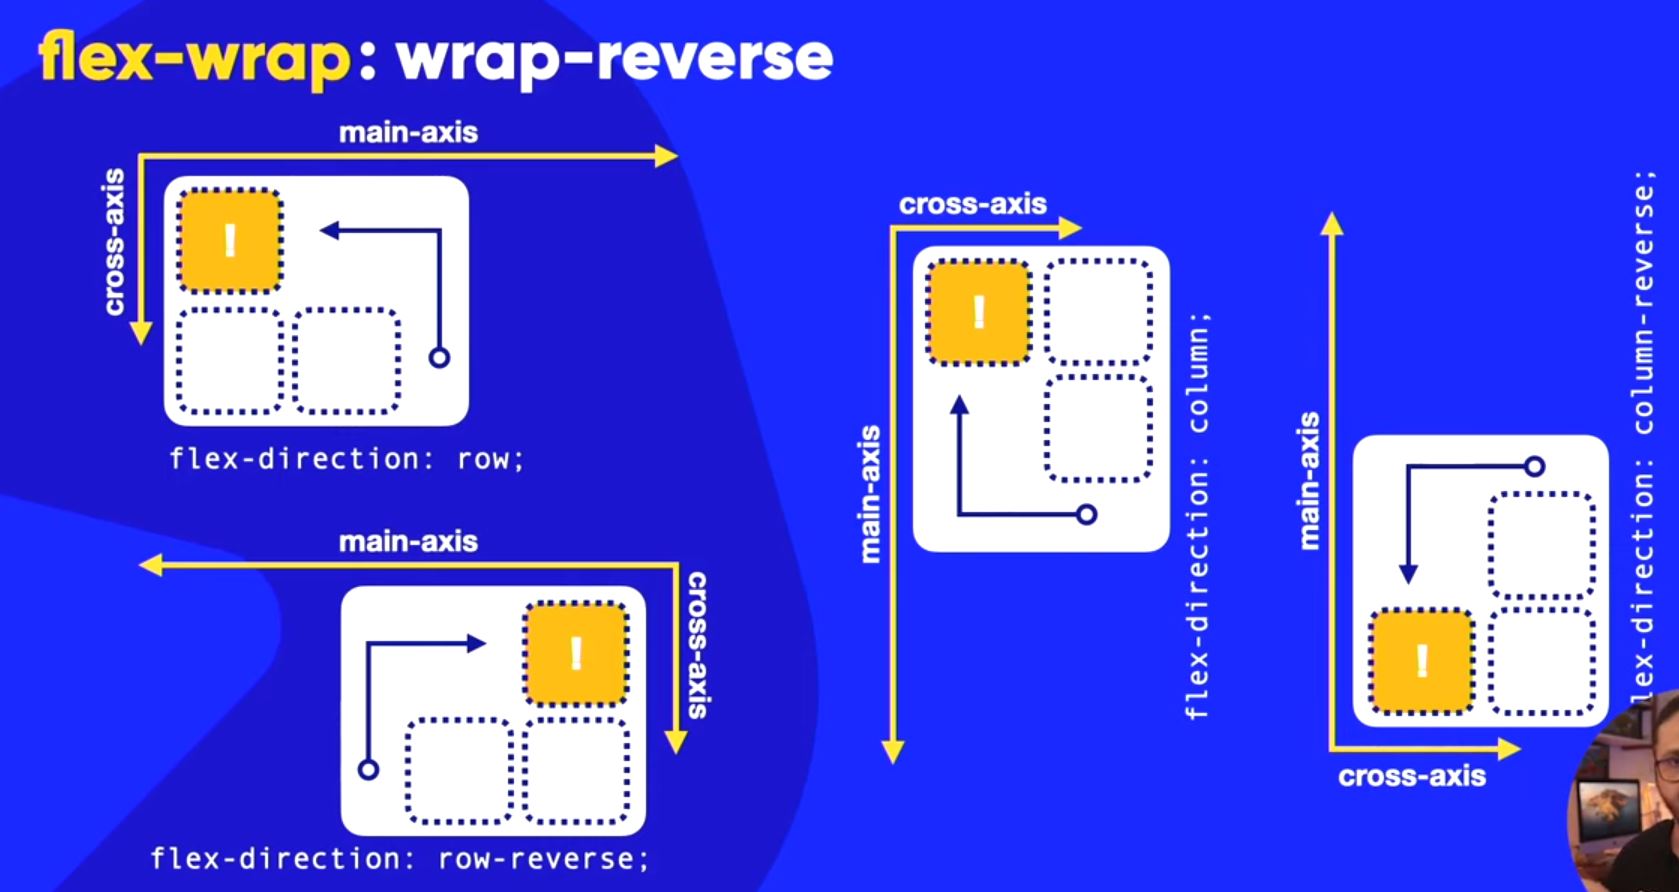 flex-wrap: wrap-reverse
main-axis
cross-axis
!
flex-direction: row;
main-axis
cross-axis
!
flex-direction: row-reverse;
cross-axis
main-axis
!
flex-direction: column;
main-axis
!
cross-axis
lex-direction: column-reverse;